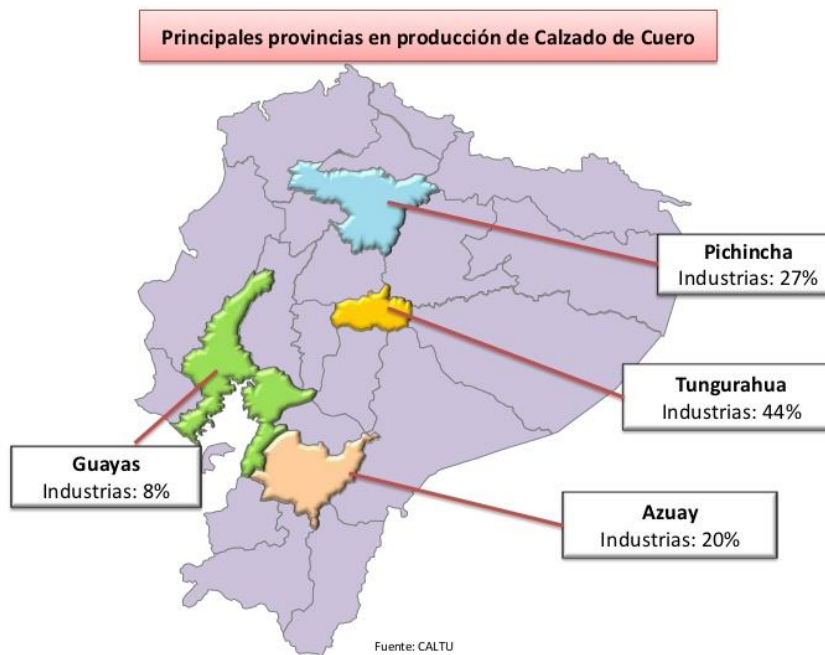 Principales provincias en producción de Calzado de Cuero
Pichincha
Industrias: 27%
Tungurahua
Industrias: 44%
Guayas
Industrias: 8%
Azuay
Industrias: 20%
Fuente: CALTU